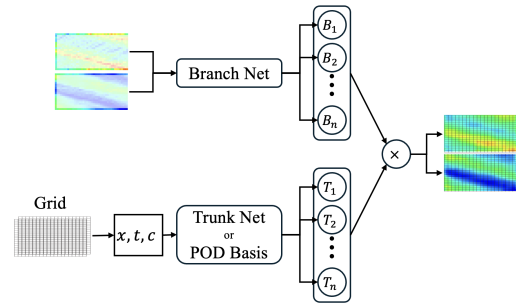 B1
B2
Branch Net
Bn
×
Grid
x, t, c
Trunk Net
or
POD Basis
T1
T2
Tn